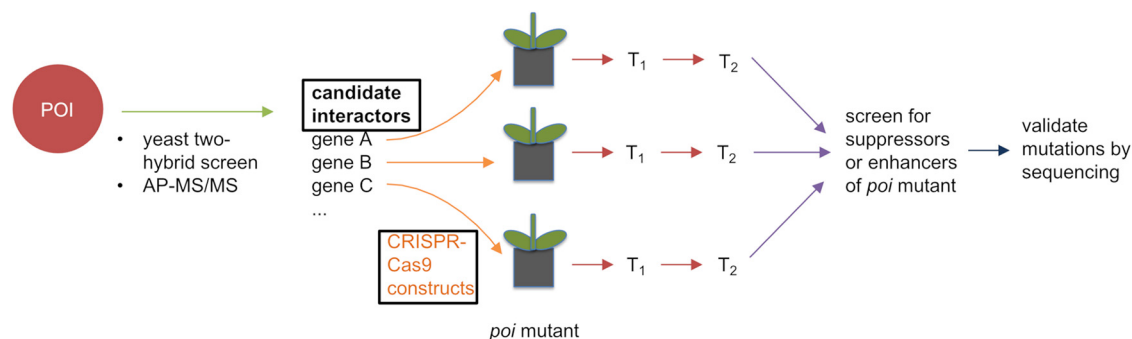 POI
• yeast two-
hybrid screen
• AP-MS/MS
candidate
interactors
gene A
gene B
gene C
...
CRISPR-
Cas9
constructs
poi mutant
T₁
T₂
T₁
T₂
T₁
T₂
screen for
suppressors
or enhancers
of poi mutant
validate
mutations by
sequencing